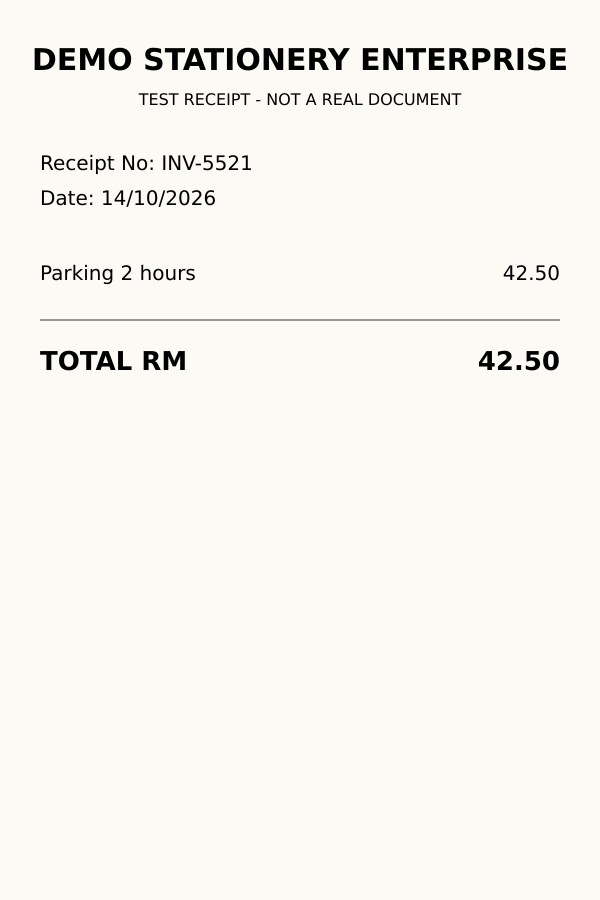 DEMO STATIONERY ENTERPRISE
TEST RECEIPT - NOT A REAL DOCUMENT
Receipt No: INV-5521
Date: 14/10/2026
Parking 2 hours 42.50
TOTAL RM 42.50